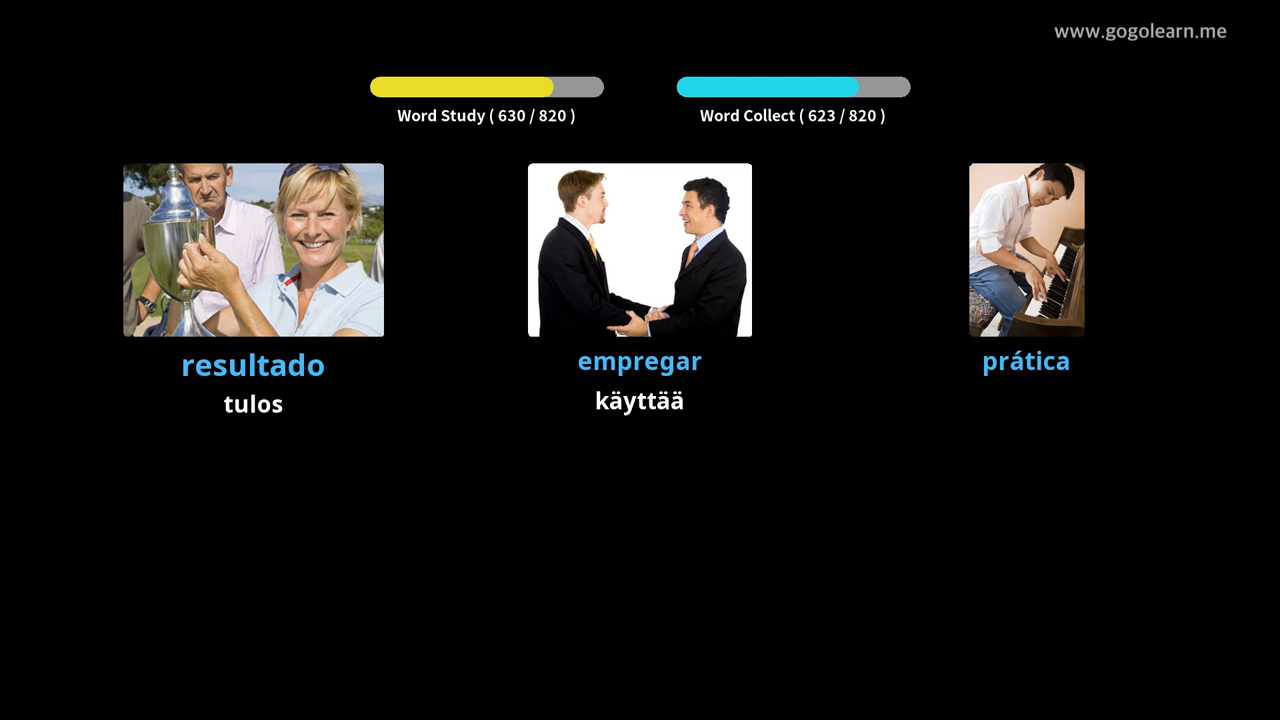 www.gogolearn.me
Word Study ( 630 / 820 )
Word Collect ( 623 / 820 )
resultado
tulos
empregar
käyttää
prática